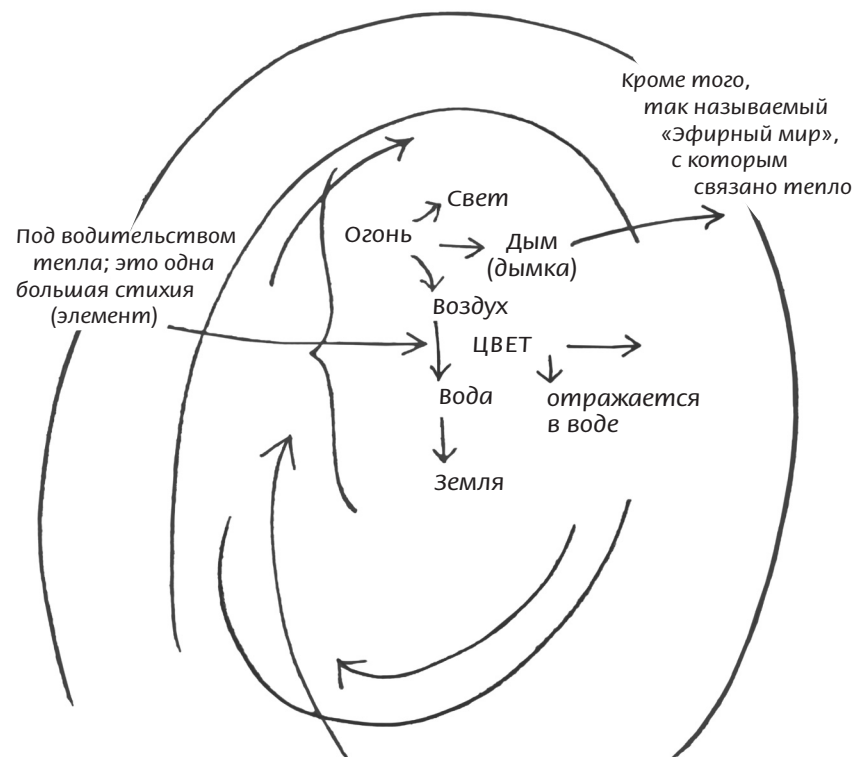 Кроме того,
так называемый
«Эфирный мир»,
с которым
связано тепло
Свет
Огонь
Дым
(дымка)
Под водительством
тепла; это одна
большая стихия
(элемент)
Воздух
ЦВЕТ
Вода
отражается
в воде
Земля